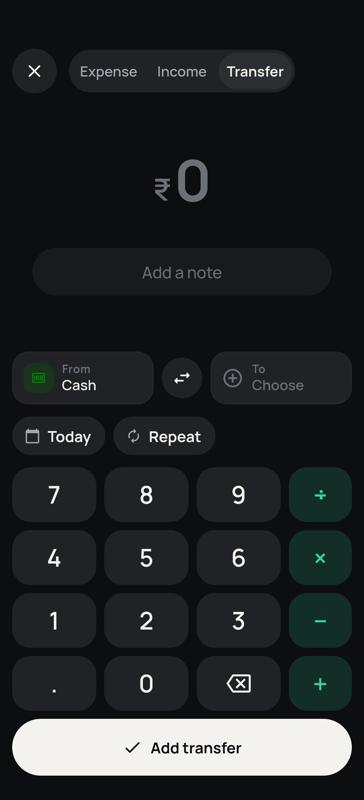 Expense Income Transfer
₹0
Add a note
From
Cash
To
Choose
Today Repeat
7 8 9 ÷
4 5 6 ×
1 2 3 −
. 0 +
Add transfer